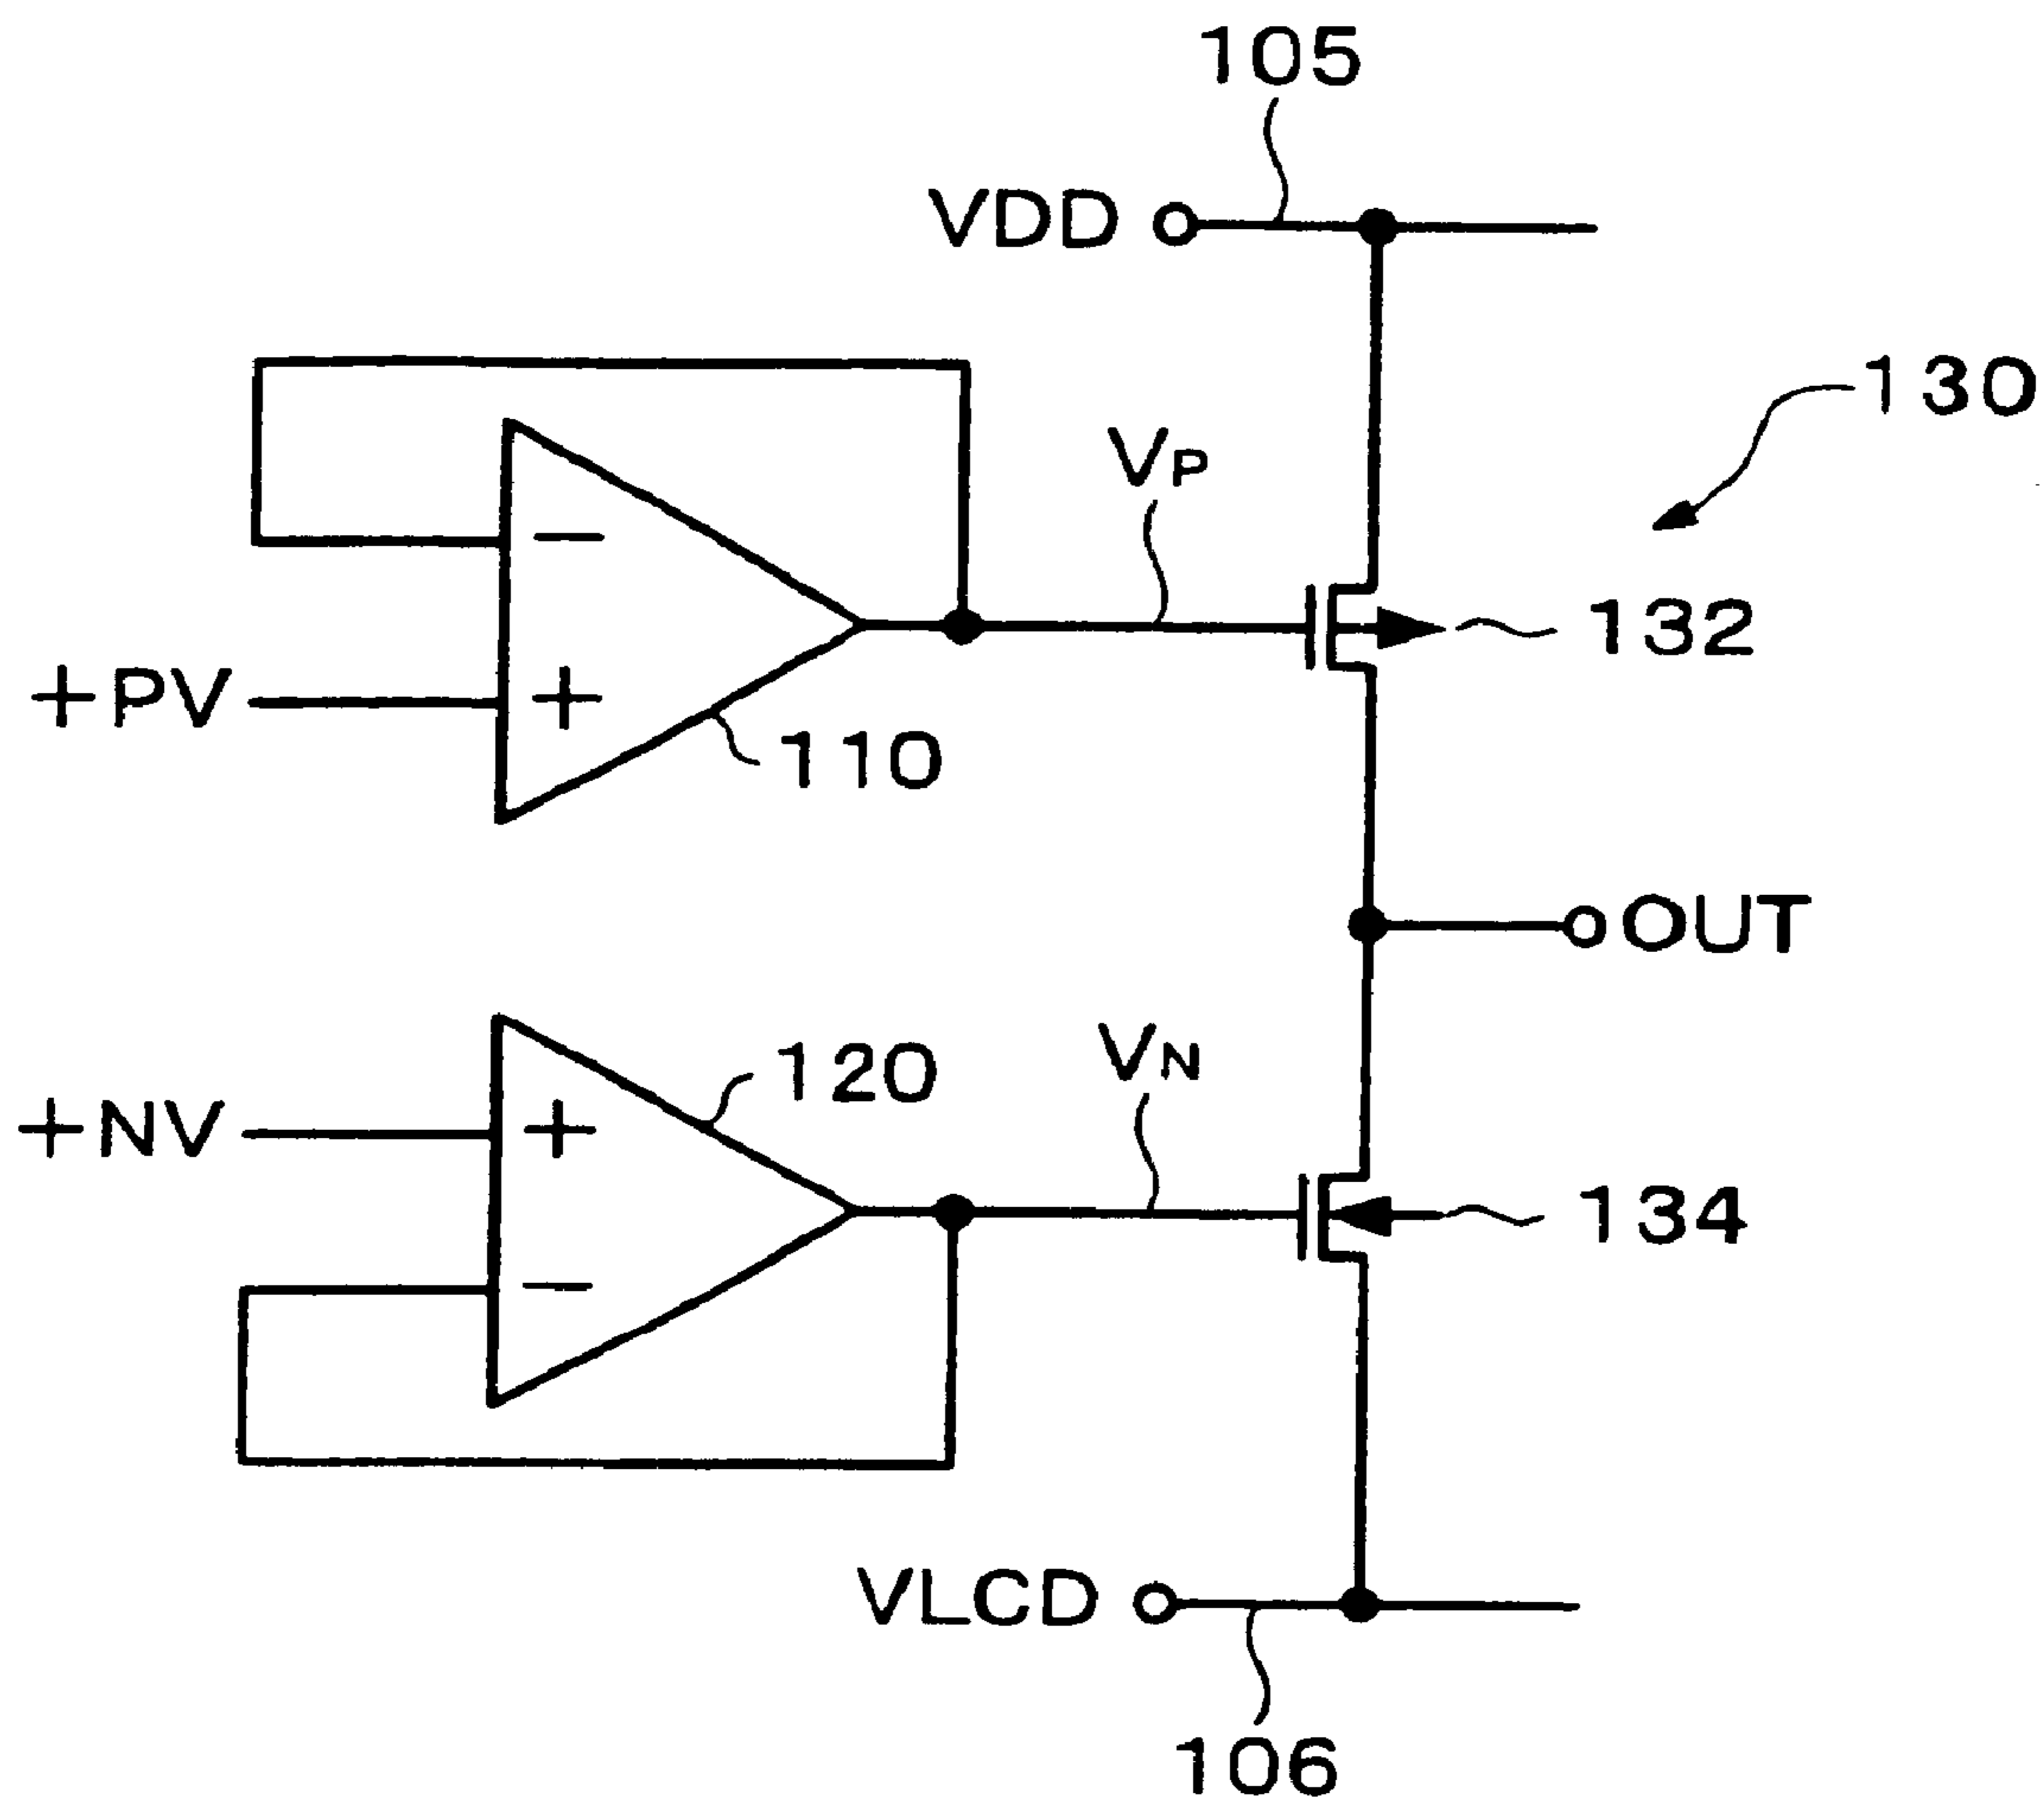 105
VDD
130
VP
−
132
+PV
+
110
OUT
120
VN
+NV
+
134
−
VLCD
106